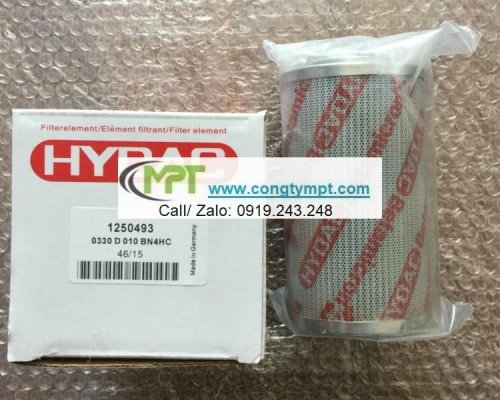 Filterelement/Elément filtrant/Filter element
HYDAC
MPT
www.congtympt.com
Call/ Zalo: 0919.243.248
1250493
0330 D 010 BN4HC
46/15
Made in Germany
Betamicron